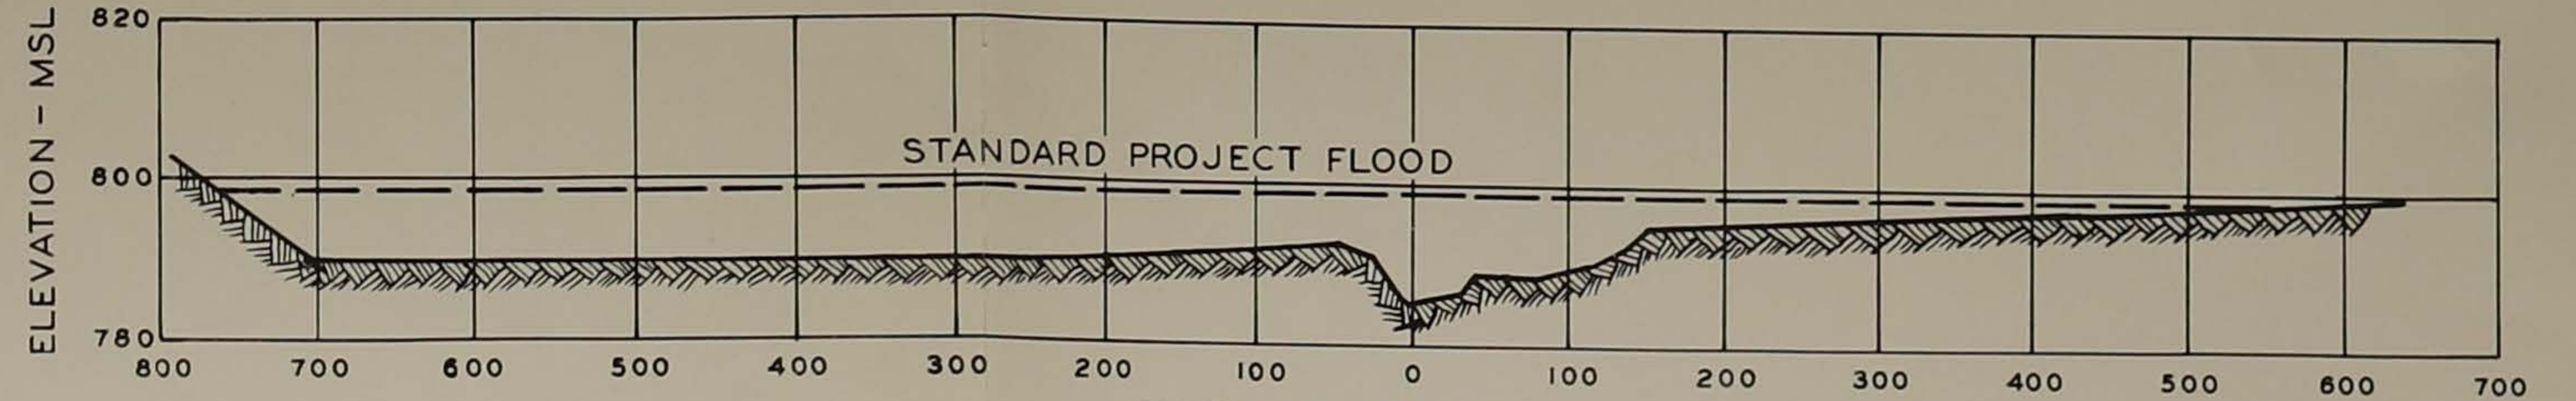 ELEVATION - MSL
820
STANDARD PROJECT FLOOD
800
780
800 700 600 500 400 300 200 100 0 100 200 300 400 500 600 700